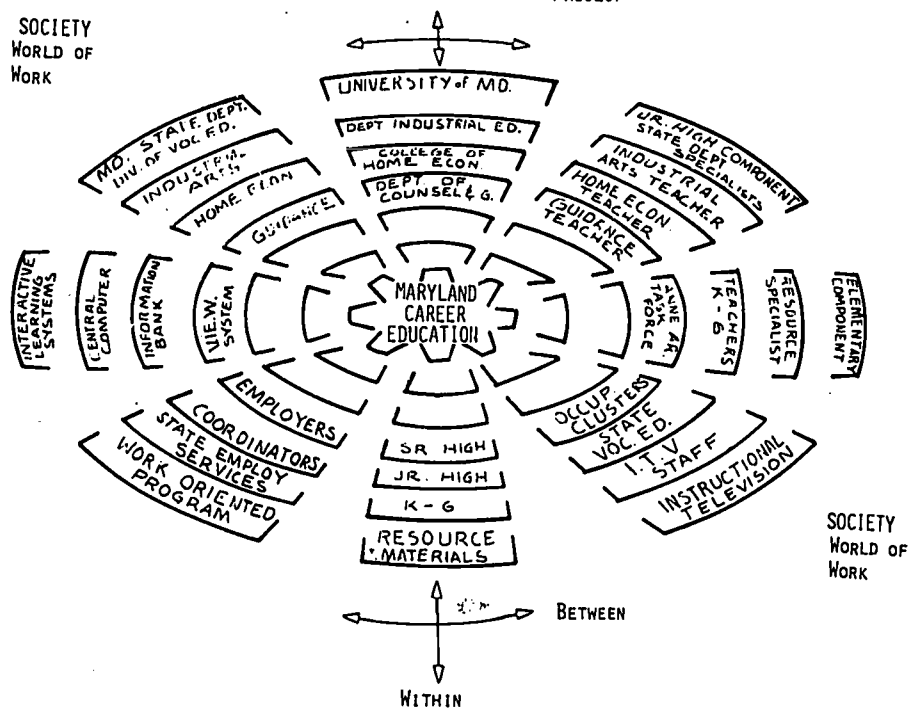 SOCIETY
WORLD OF
WORK
UNIVERSITY of MD.
DEPT INDUSTRIAL ED.
COLLEGE OF
HOME ECON
DEPT OF
COUNSEL & G.
MD. STATE DEPT.
DIV. OF VOC. ED.
INDUSTRIAL
ARTS
HOME ECON
GUIDANCE
JR. HIGH COMPONENT
STATE DEPT
SPECIALISTS
INDUSTRIAL
ARTS TEACHER
HOME ECON
TEACHER
GUIDANCE
TEACHER
INTERACTIVE
LEARNING
SYSTEMS
CENTRAL
COMPUTER
INFORMATION
BANK
V.I.E.W.
SYSTEM
MARYLAND
CAREER
EDUCATION
ANNE AR.
TASK
FORCE
TEACHERS
K - 6
RESOURCE
SPECIALIST
ELEMENTARY
COMPONENT
EMPLOYERS
COORDINATORS
STATE EMPLOY
SERVICES
WORK ORIENTED
PROGRAM
SR HIGH
JR. HIGH
K - 6
RESOURCE
MATERIALS
OCCUP.
CLUSTERS
STATE
VOC. ED.
I.T.V
STAFF
INSTRUCTIONAL
TELEVISION
SOCIETY
WORLD OF
WORK
BETWEEN
WITHIN